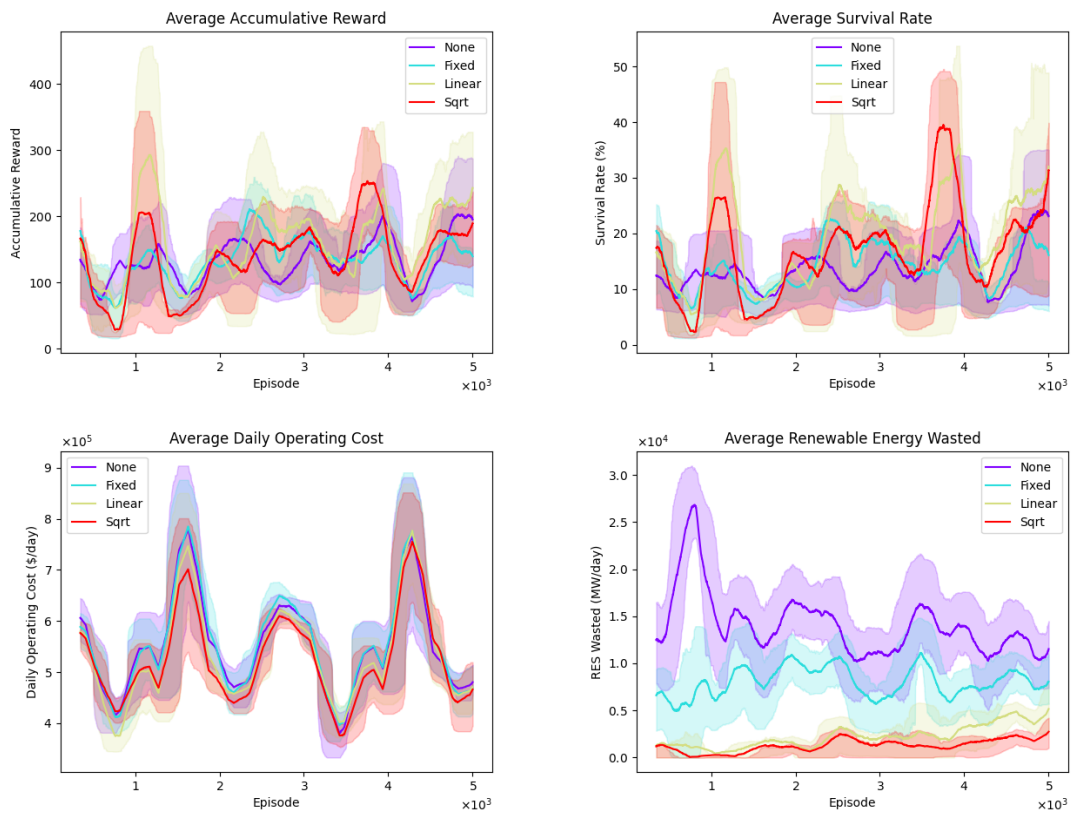 Average Accumulative Reward
Accumulative Reward
400
300
200
100
0
None
Fixed
Linear
Sqrt
1
2
3
4
5
Episode
×10³
Average Survival Rate
Survival Rate (%)
50
40
30
20
10
0
None
Fixed
Linear
Sqrt
1
2
3
4
5
Episode
×10³
Average Daily Operating Cost
×10⁵
Daily Operating Cost ($/day)
9
8
7
6
5
4
None
Fixed
Linear
Sqrt
1
2
3
4
5
Episode
×10³
Average Renewable Energy Wasted
×10⁴
RES Wasted (MW/day)
3.0
2.5
2.0
1.5
1.0
0.5
0.0
None
Fixed
Linear
Sqrt
1
2
3
4
5
Episode
×10³